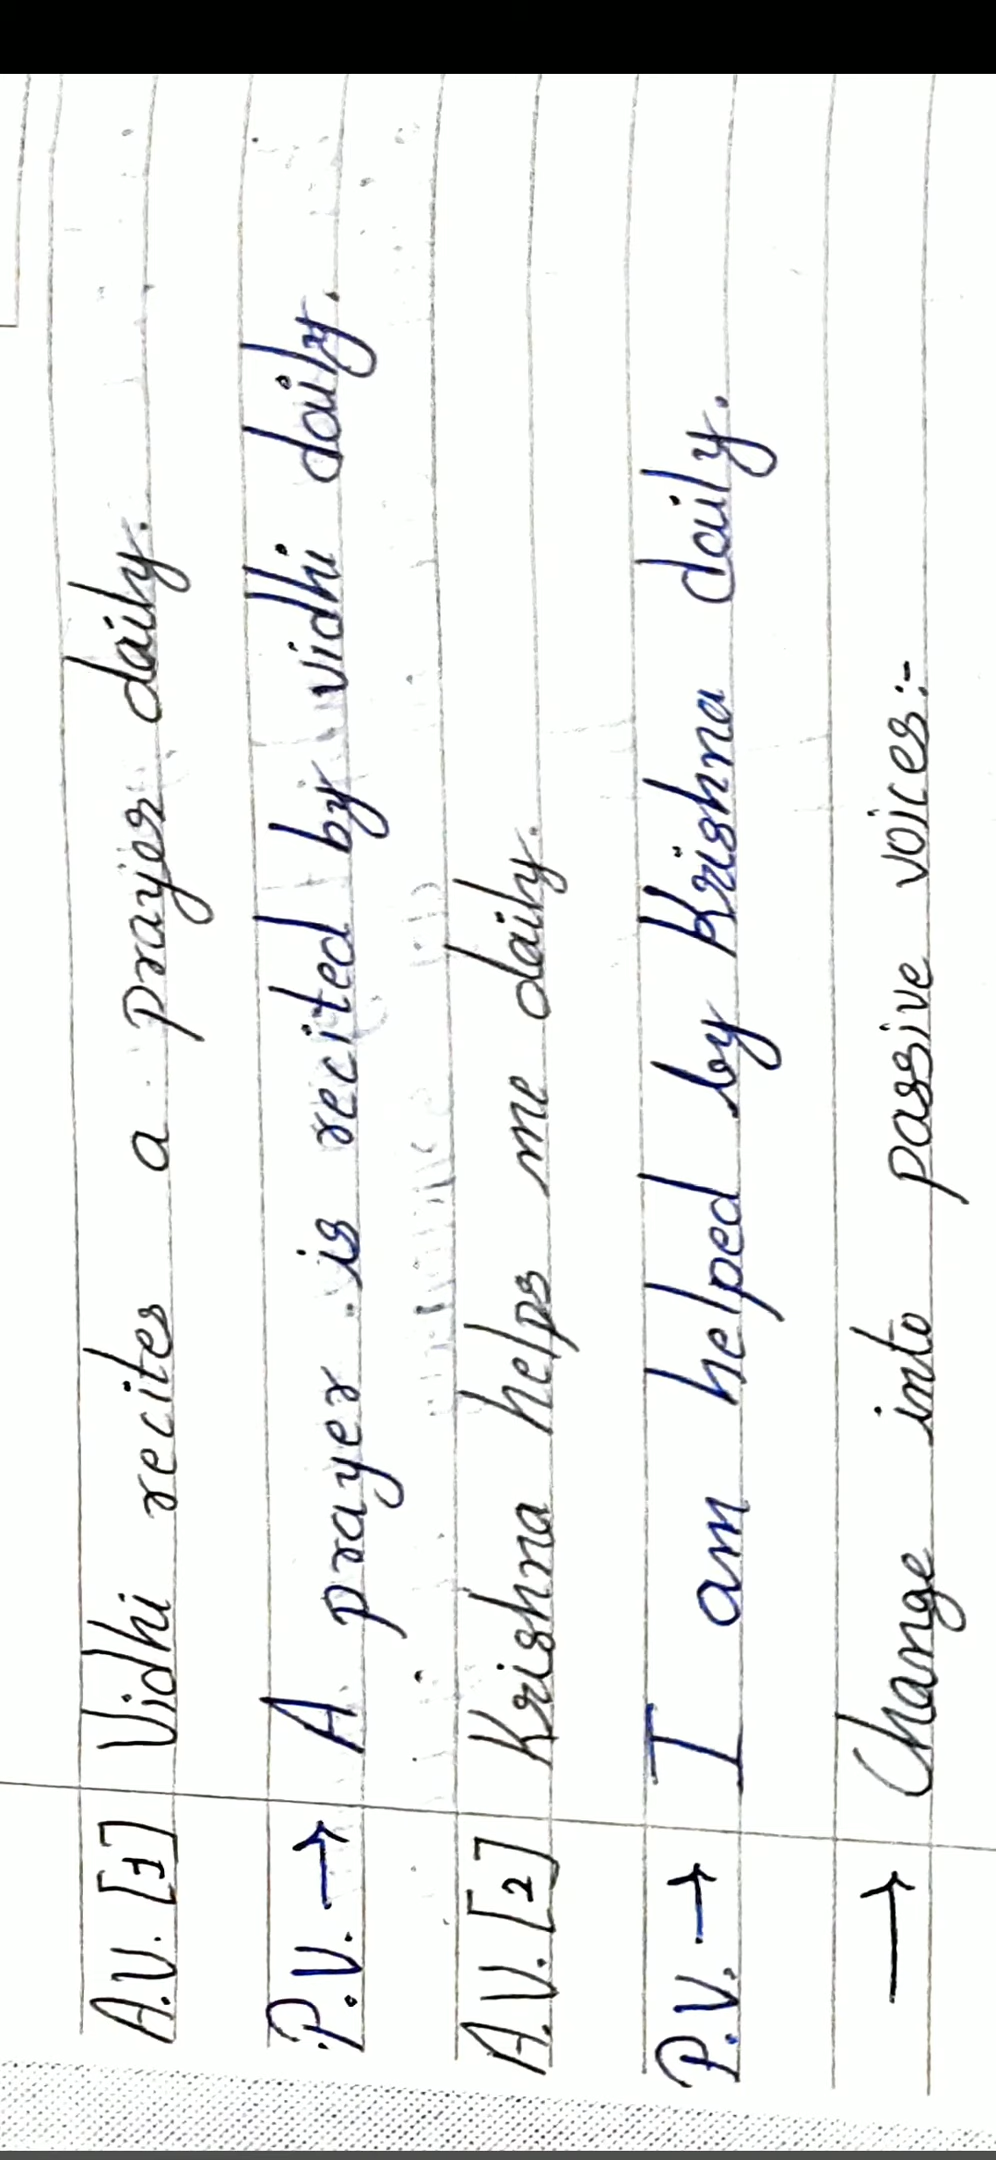 A.V. [1] Vidhi recites a prayer daily.
P.V. → A prayer is recited by vidhi daily.
A.V. [2] Krishna helps me daily.
P.V. → I am helped by Krishna daily.
→ Change into passive voices:-